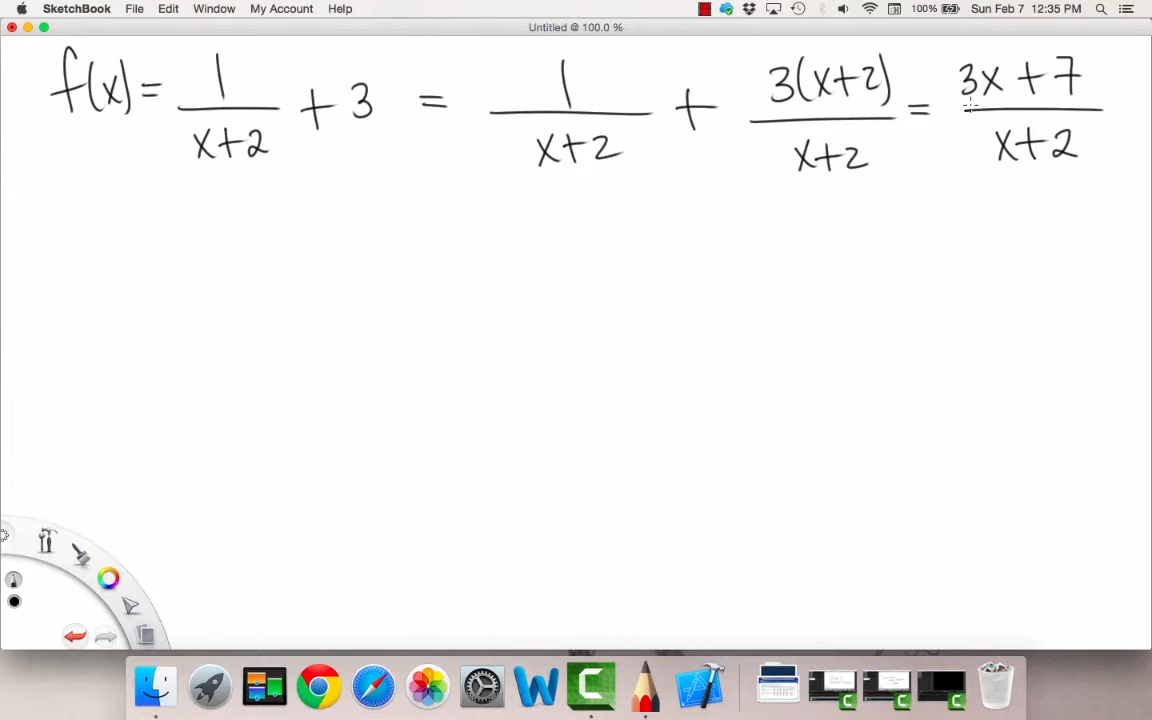 SketchBook File Edit Window My Account Help 100% Sun Feb 7 12:35 PM
Untitled @ 100.0 %
f(x) = 1/(x+2) + 3 = 1/(x+2) + 3(x+2)/(x+2) = (3x+7)/(x+2)